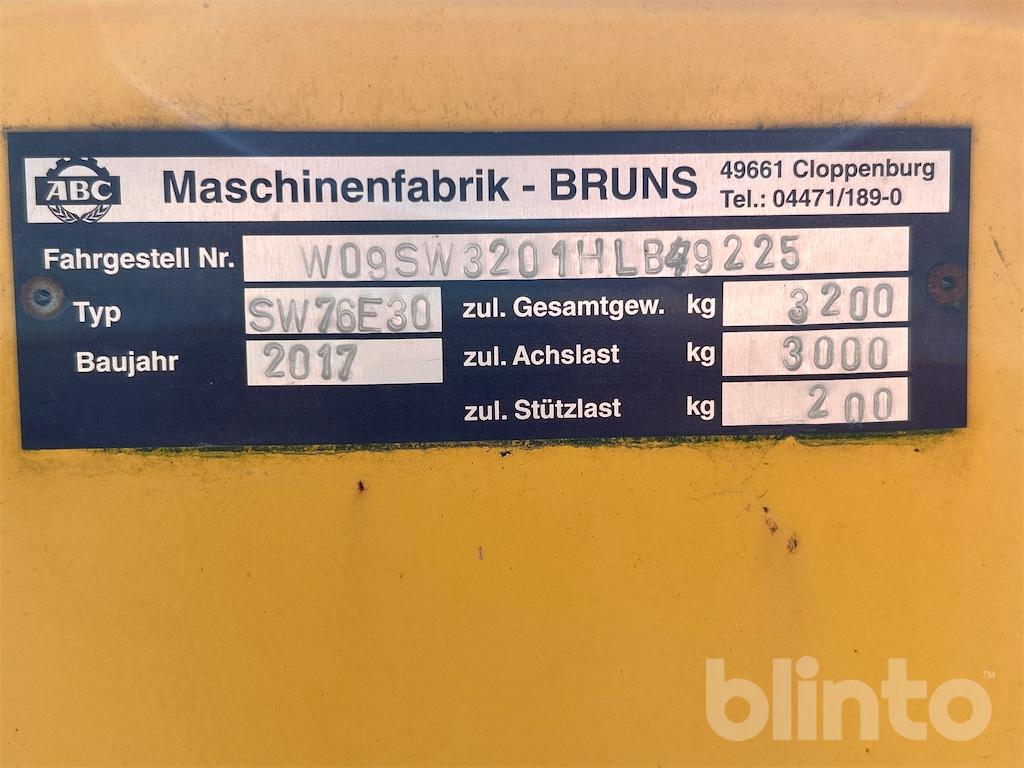 ABC Maschinenfabrik - BRUNS 49661 Cloppenburg
Tel.: 04471/189-0
Fahrgestell Nr. W09SW3201HLB49225
Typ SW76E30 zul. Gesamtgew. kg 3200
Baujahr 2017 zul. Achslast kg 3000
zul. Stützlast kg 200
blinto™